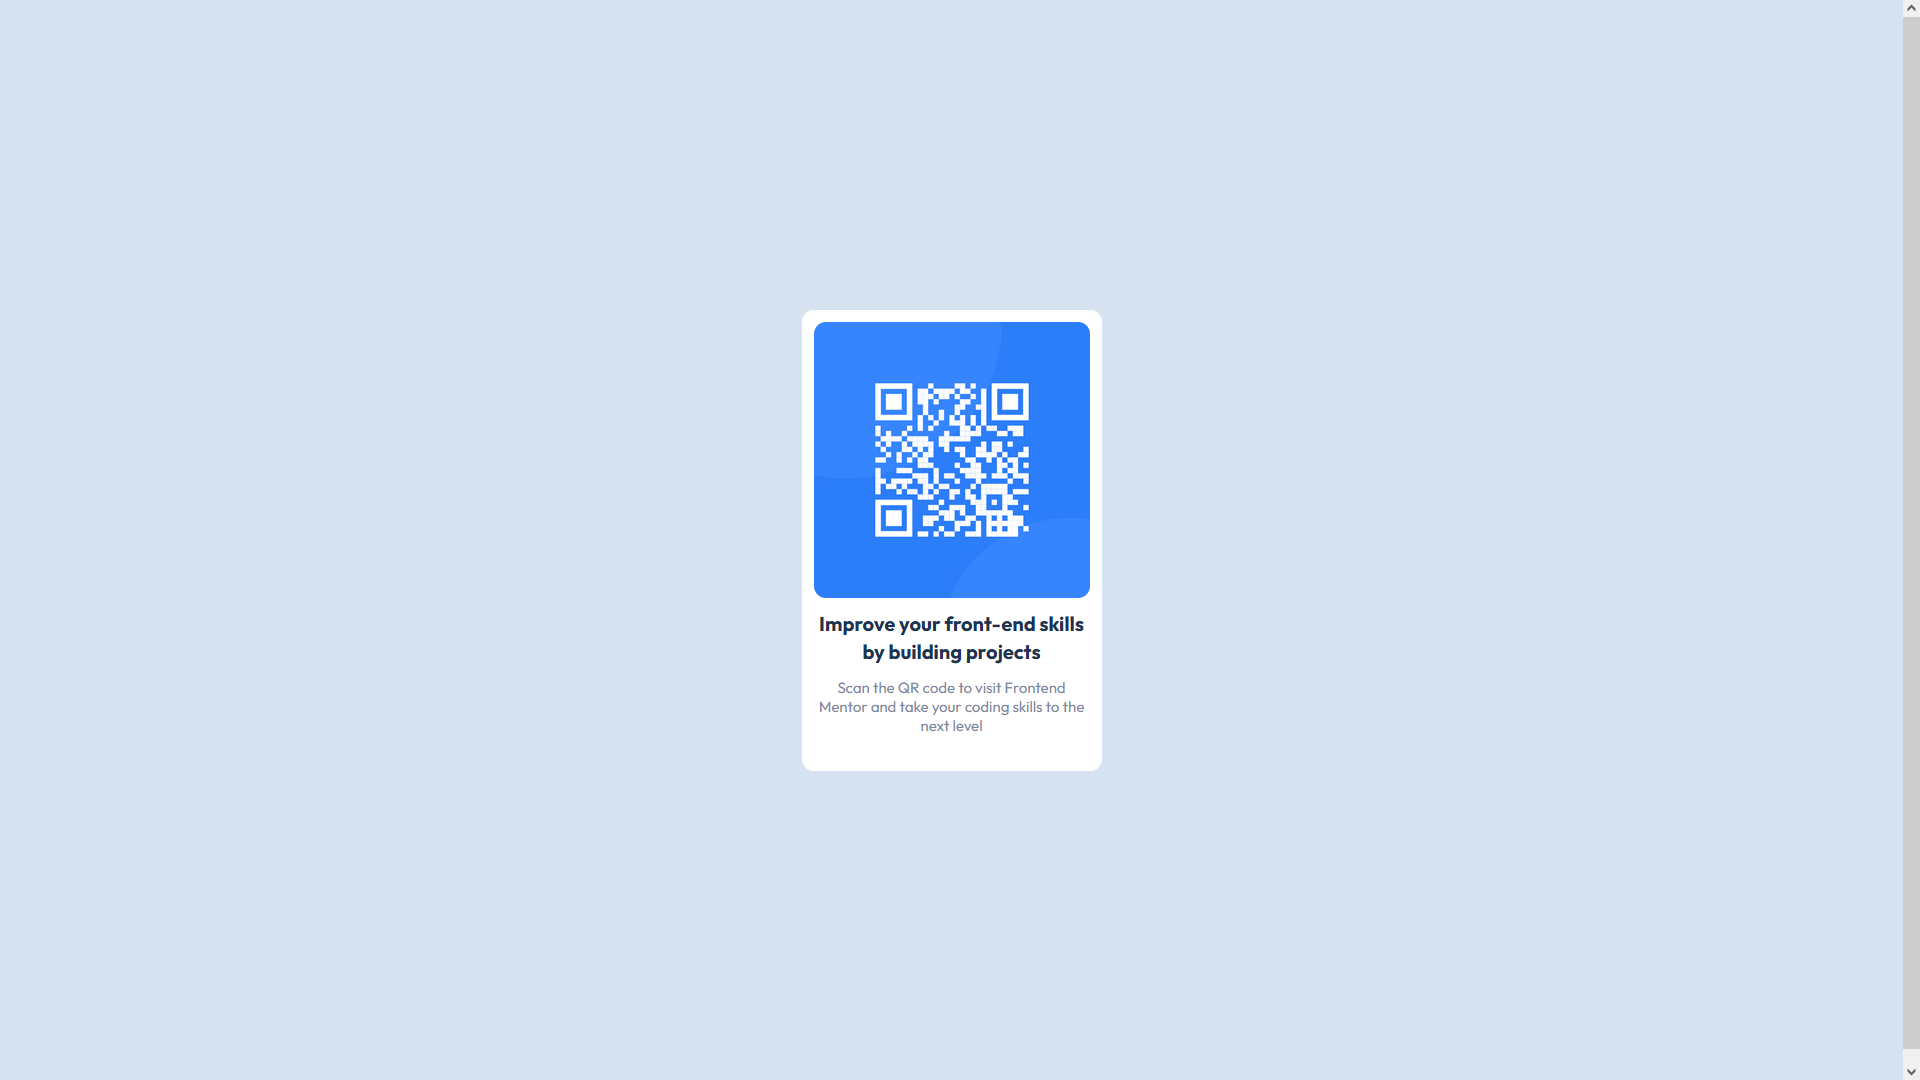 Improve your front-end skills
by building projects
Scan the QR code to visit Frontend
Mentor and take your coding skills to the
next level